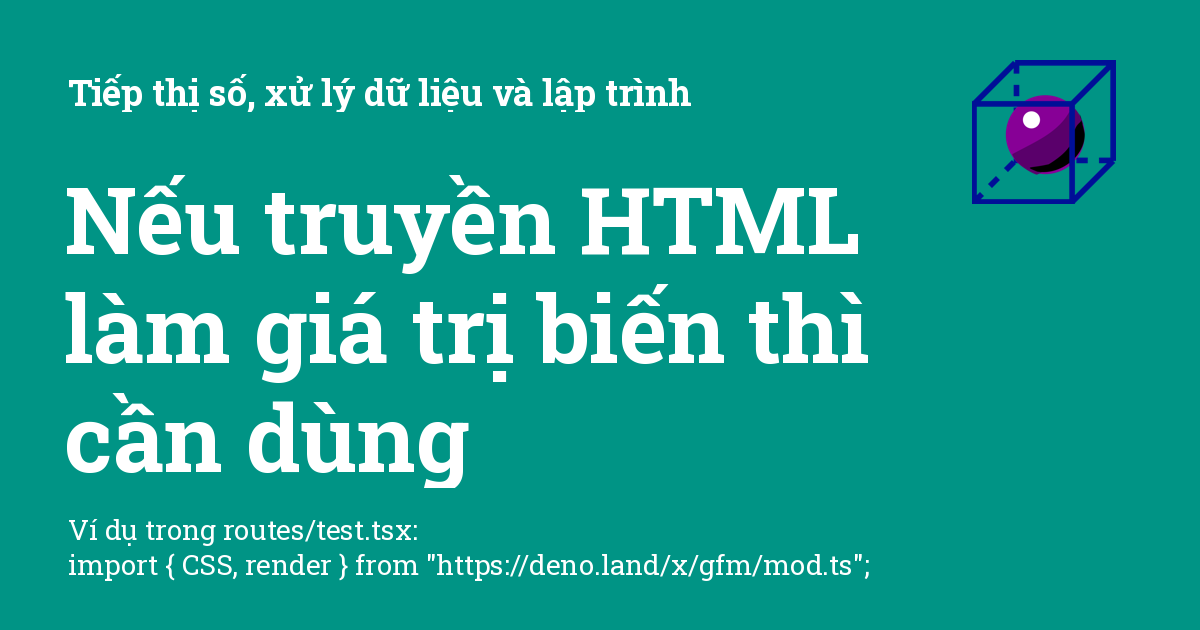 Tiếp thị số, xử lý dữ liệu và lập trình
Nếu truyền HTML
làm giá trị biến thì
cần dùng
Ví dụ trong routes/test.tsx:
import { CSS, render } from "https://deno.land/x/gfm/mod.ts";